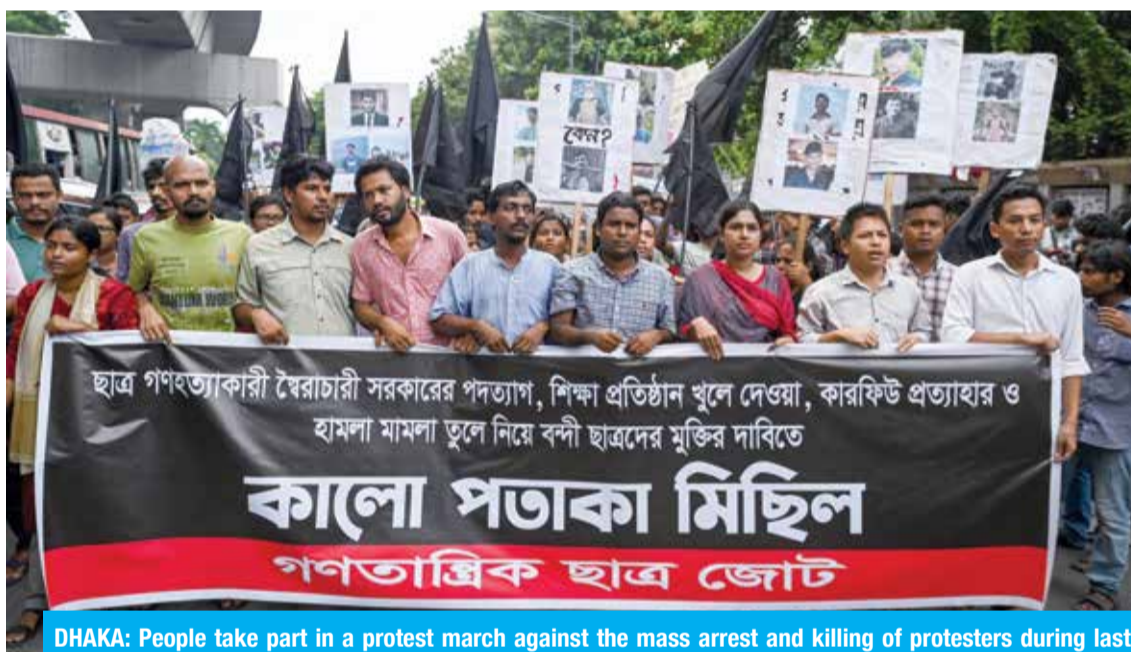 কেন?
ছাত্র গণহত্যাকারী স্বৈরাচারী সরকারের পদত্যাগ, শিক্ষা প্রতিষ্ঠান খুলে দেওয়া, কারফিউ প্রত্যাহার ও
হামলা মামলা তুলে নিয়ে বন্দী ছাত্রদের মুক্তির দাবিতে
কালো পতাকা মিছিল
গণতান্ত্রিক ছাত্র জোট
DHAKA: People take part in a protest march against the mass arrest and killing of protesters during last